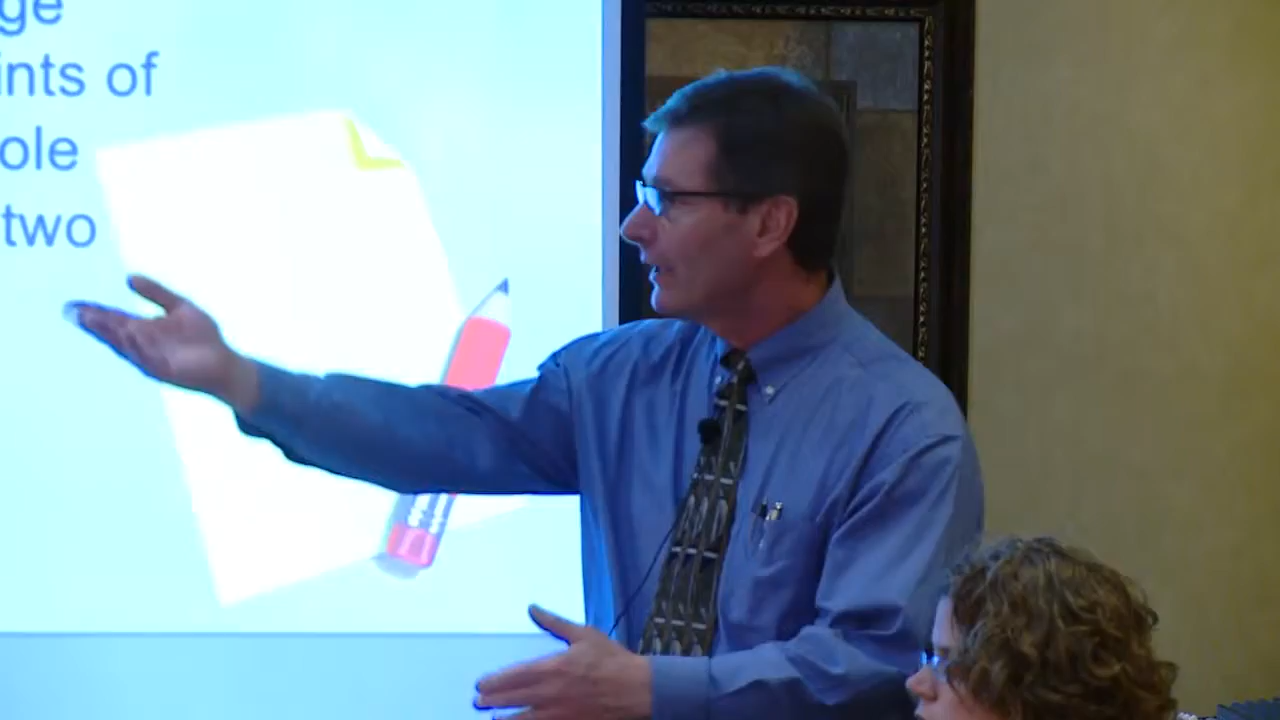 ge
ints of
ole
two